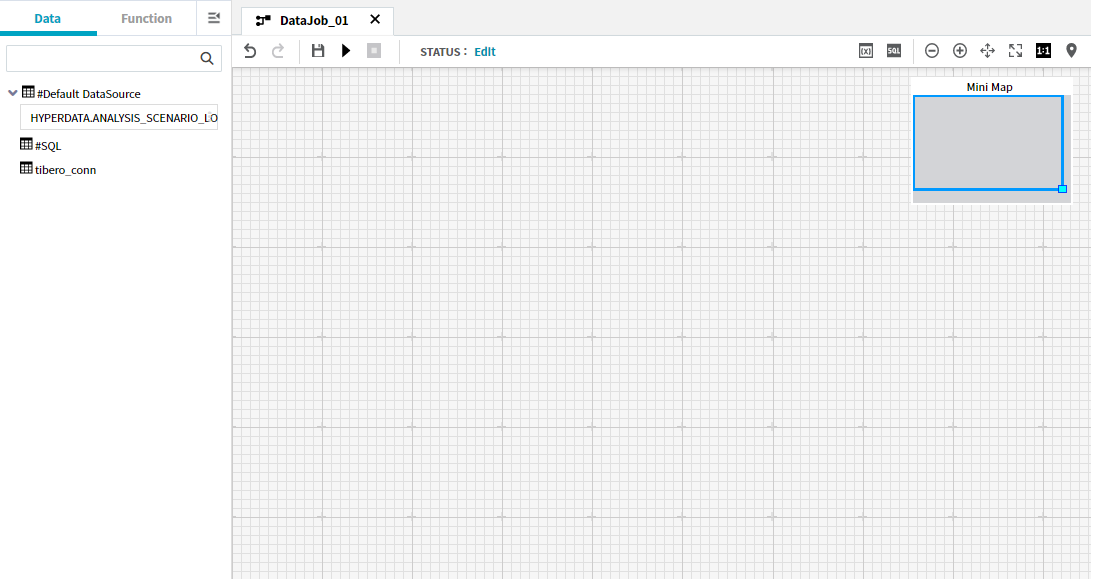 Data Function DataJob_01
STATUS : Edit
(x) SQL 1:1
Mini Map
#Default DataSource
HYPERDATA.ANALYSIS_SCENARIO_LO
#SQL
tibero_conn